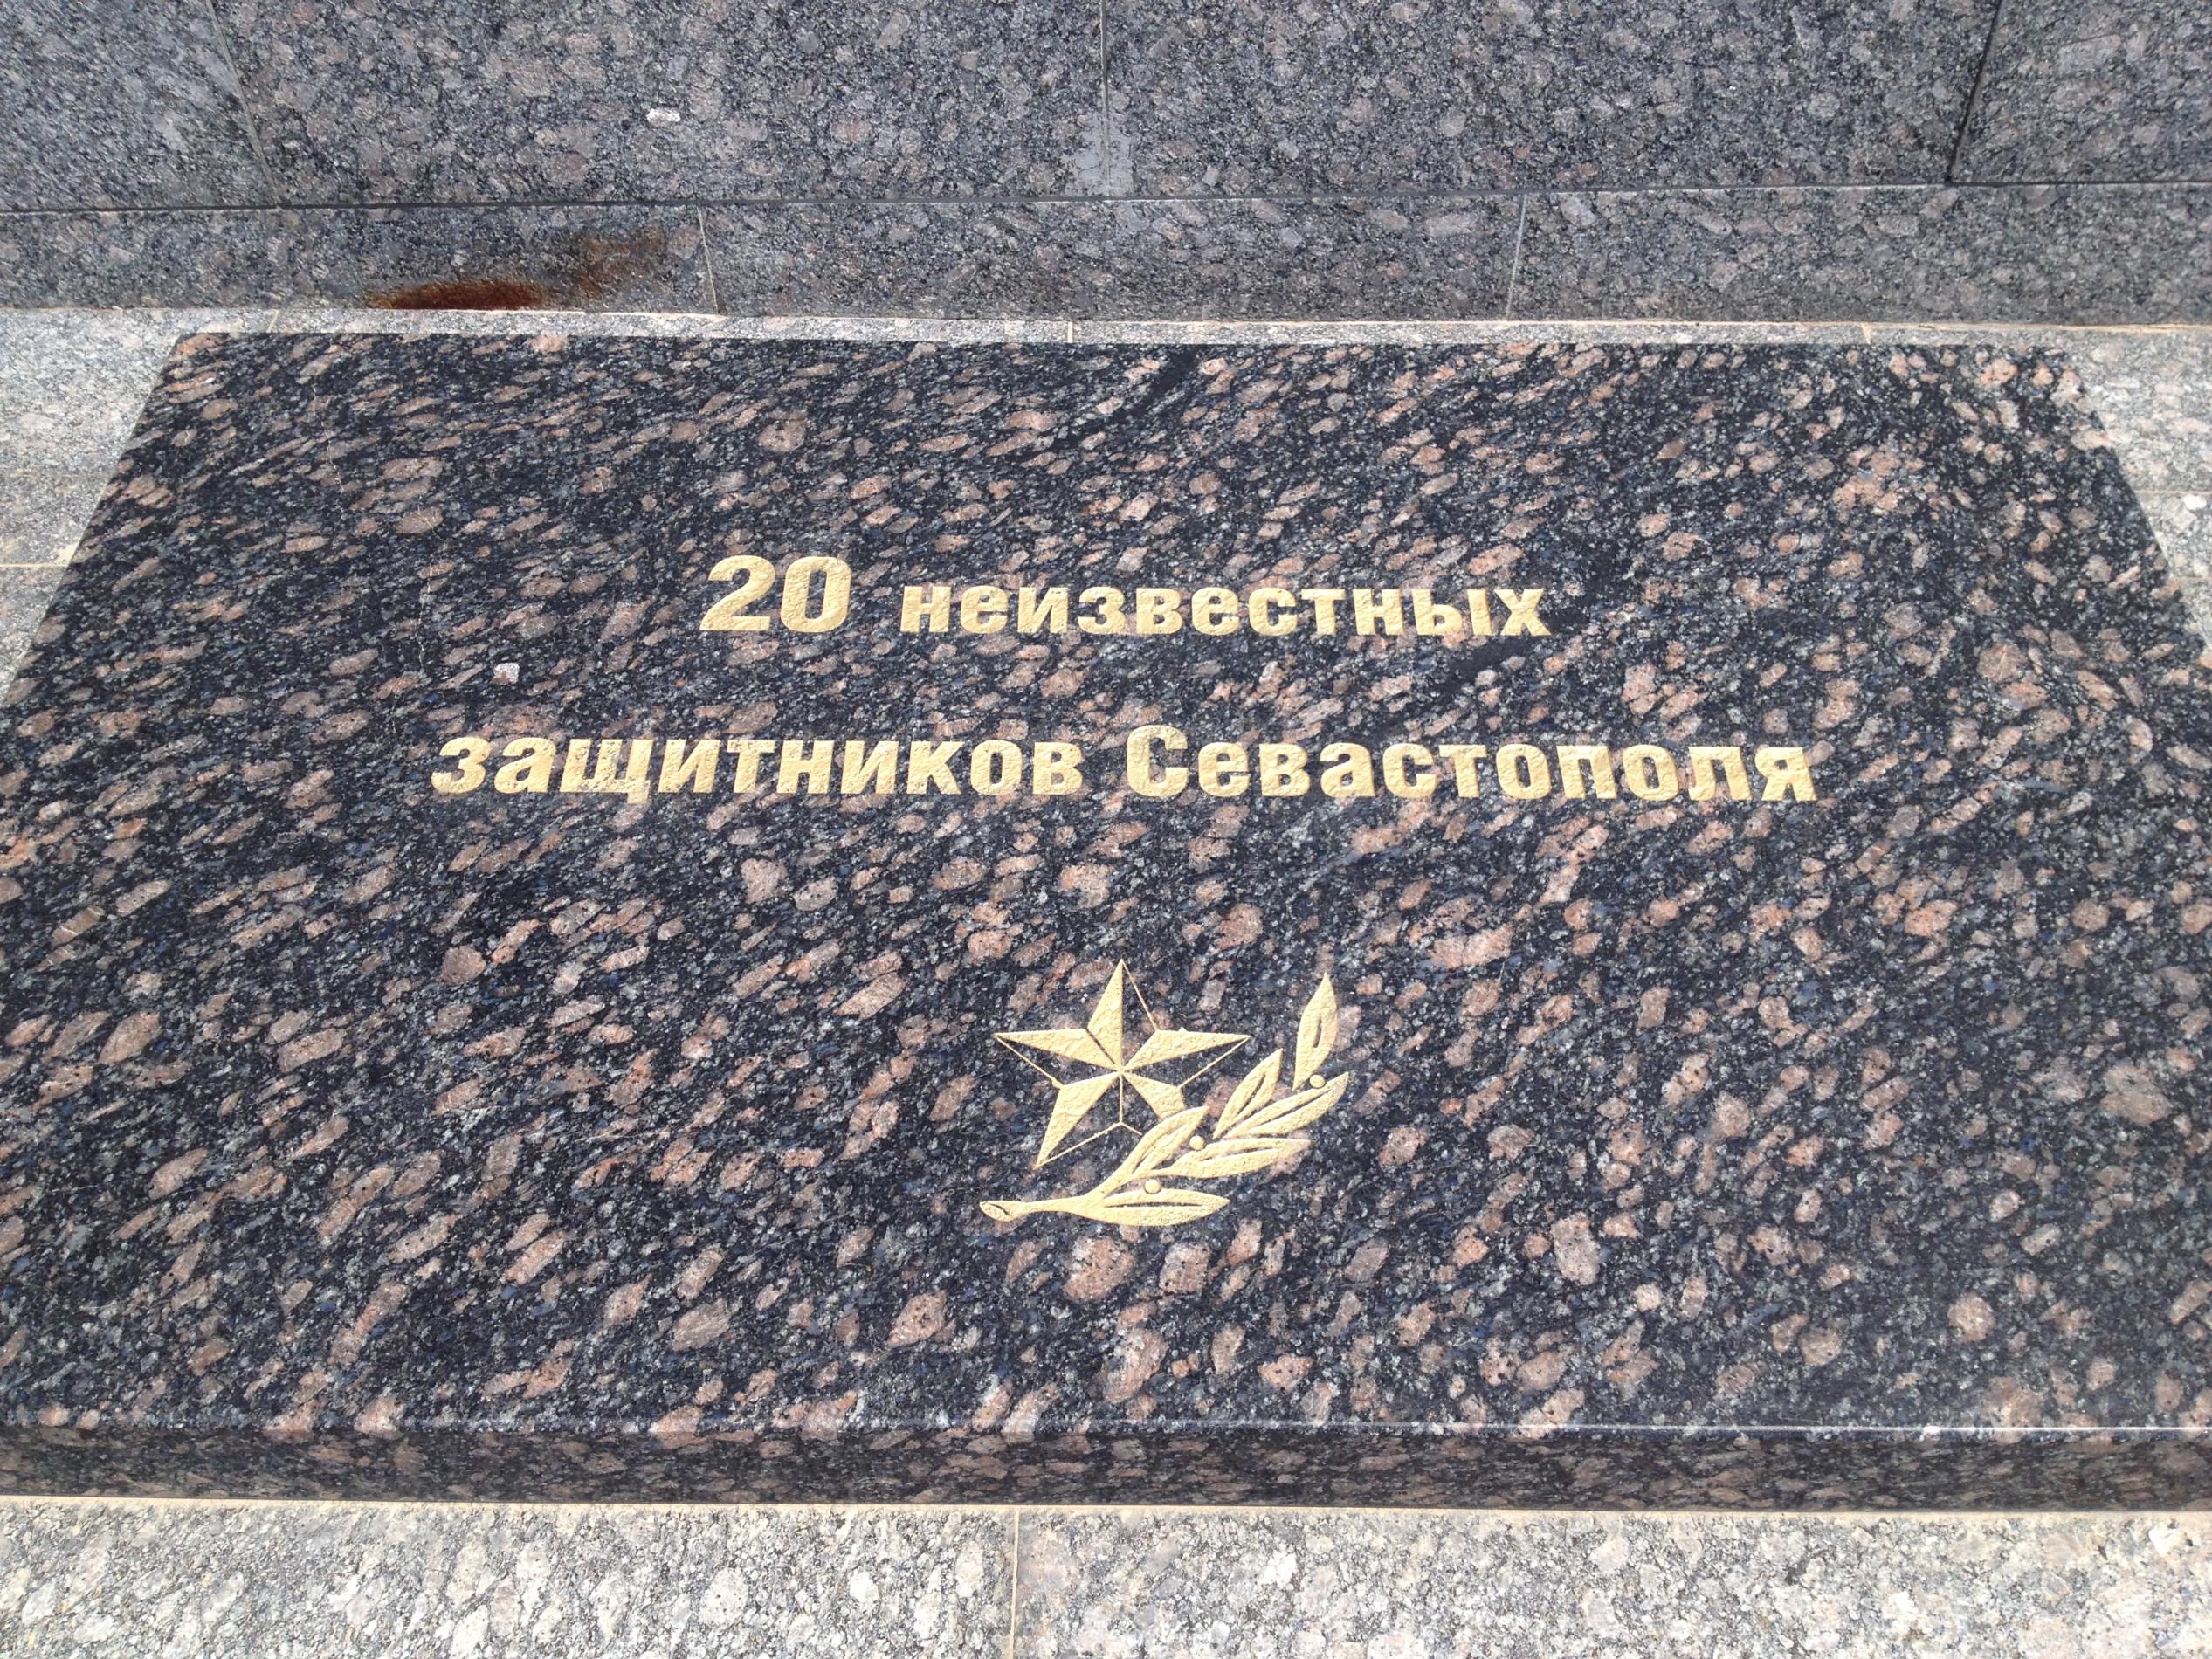 20 неизвестных
защитников Севастополя